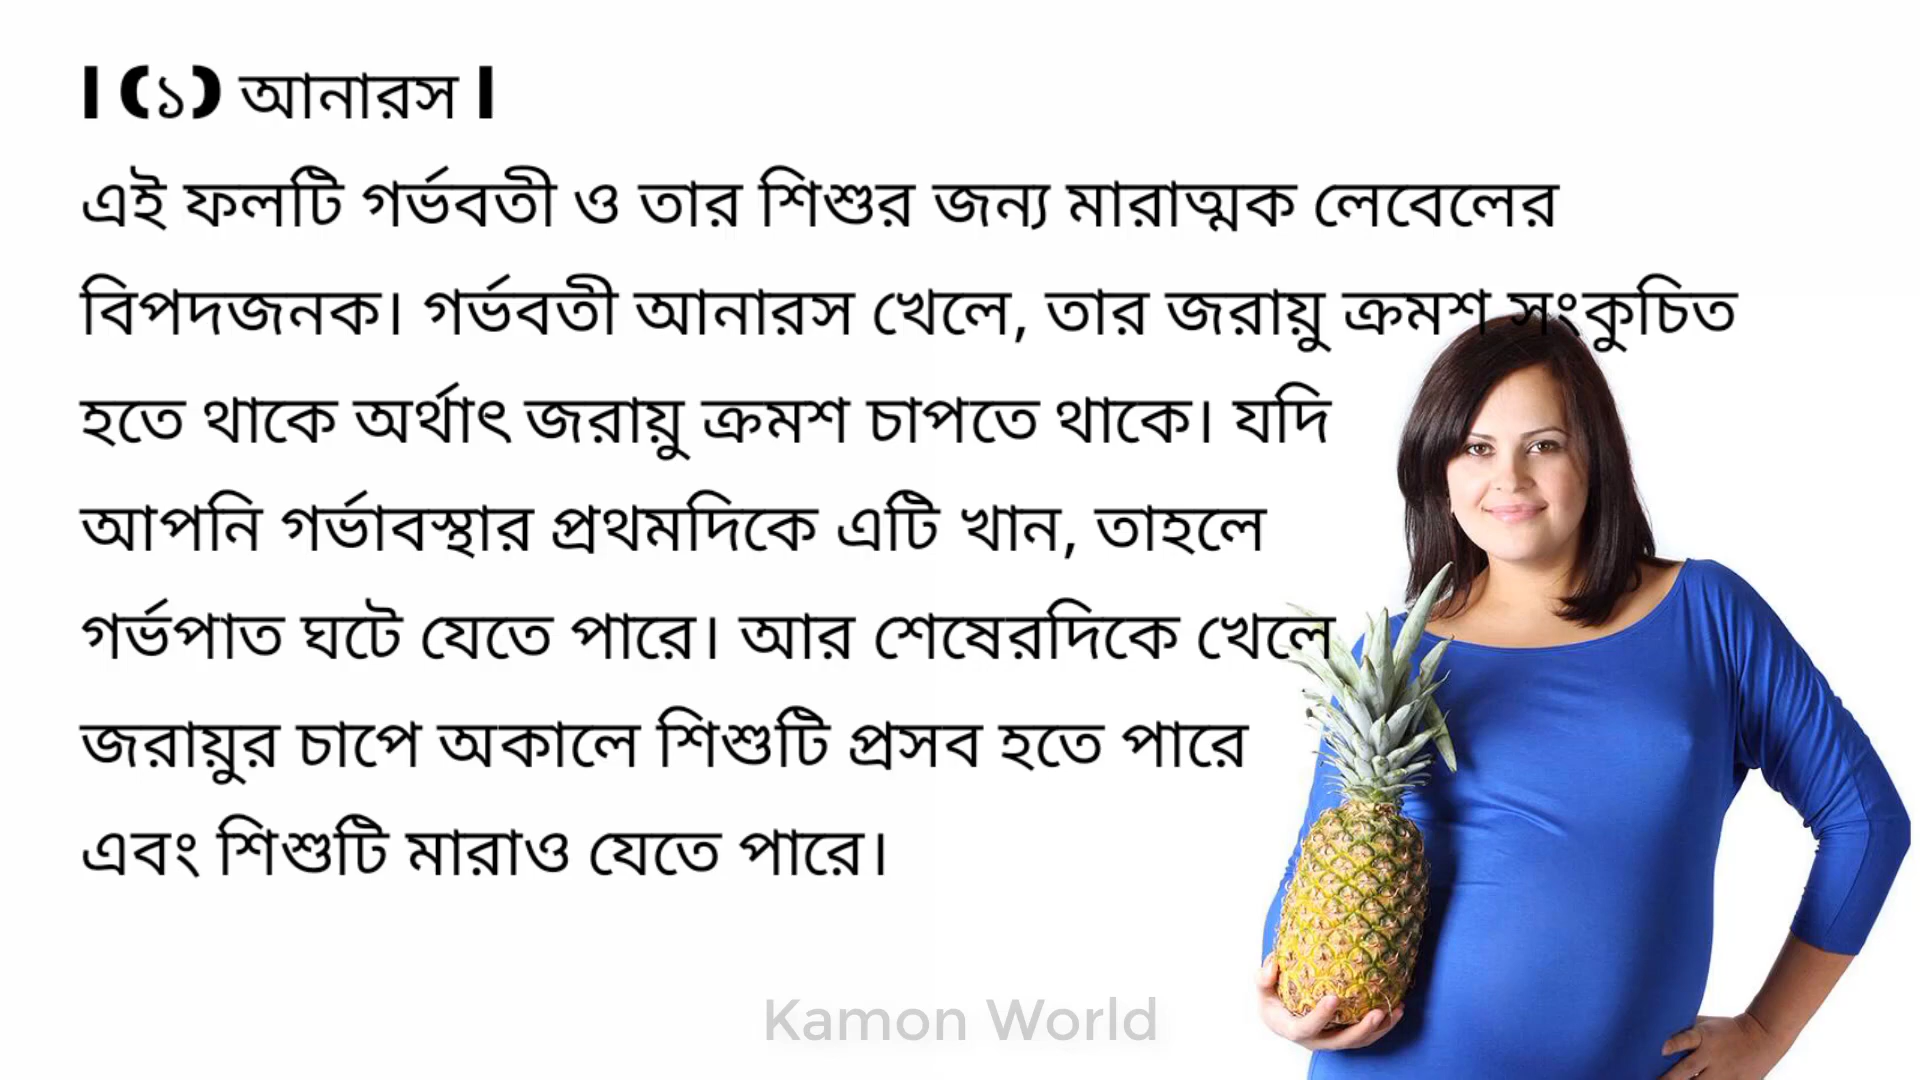 । (১) আনারস ।
এই ফলটি গর্ভবতী ও তার শিশুর জন্য মারাত্মক লেবেলের
বিপদজনক। গর্ভবতী আনারস খেলে, তার জরায়ু ক্রমশ সংকুচিত
হতে থাকে অর্থাৎ জরায়ু ক্রমশ চাপতে থাকে। যদি
আপনি গর্ভাবস্থার প্রথমদিকে এটি খান, তাহলে
গর্ভপাত ঘটে যেতে পারে। আর শেষেরদিকে খেলে
জরায়ুর চাপে অকালে শিশুটি প্রসব হতে পারে
এবং শিশুটি মারাও যেতে পারে।
Kamon World